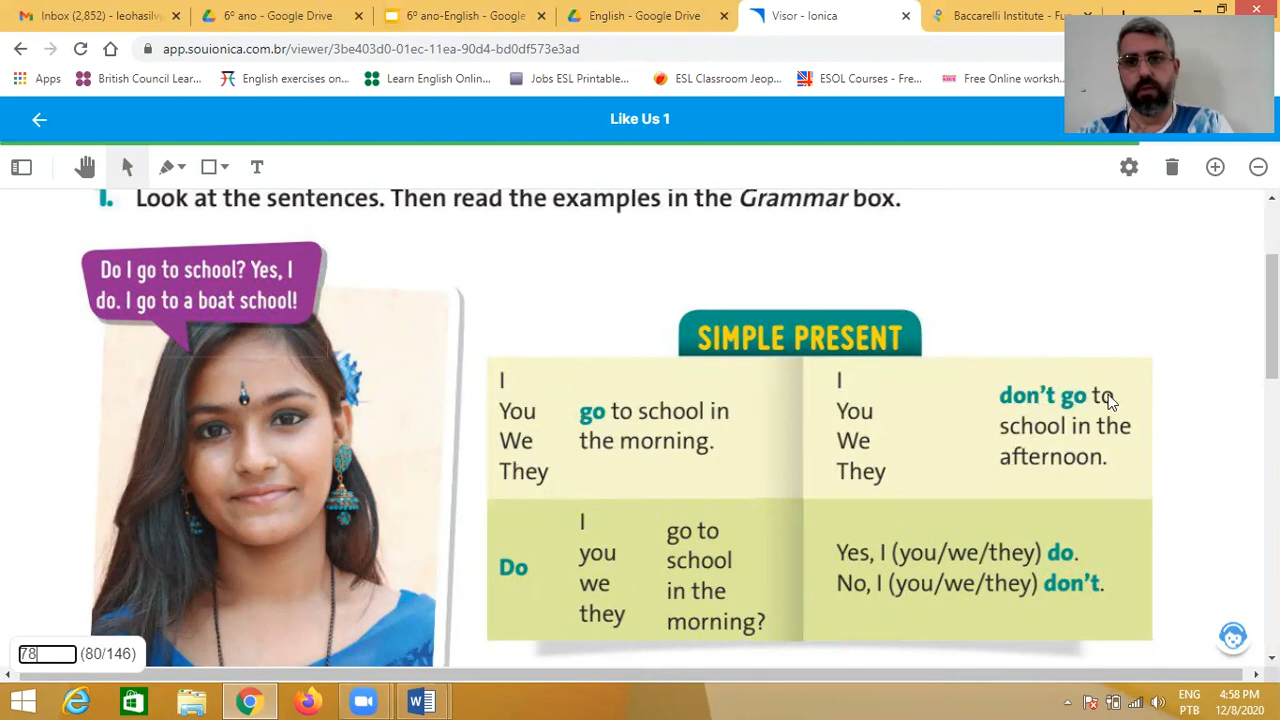 Inbox (2,852) - leohasilv
6º ano - Google Drive
6º ano-English - Google
English - Google Drive
Visor - Ionica
Baccarelli Institute - Fu
app.souionica.com.br/viewer/3be403d0-01ec-11ea-90d4-bd0df573e3ad
Apps
British Council Lear...
English exercises on...
Learn English Online...
Jobs ESL Printable...
ESL Classroom Jeop...
ESOL Courses - Fre...
Free Online worksh...
Like Us 1
T
1. Look at the sentences. Then read the examples in the Grammar box.
Do I go to school? Yes, I
do. I go to a boat school!
SIMPLE PRESENT
I
You
We
They
go to school in
the morning.
I
You
We
They
don't go to
school in the
afternoon.
Do
I
you
we
they
go to
school
in the
morning?
Yes, I (you/we/they) do.
No, I (you/we/they) don't.
78 (80/146)
ENG
PTB
4:58 PM
12/8/2020